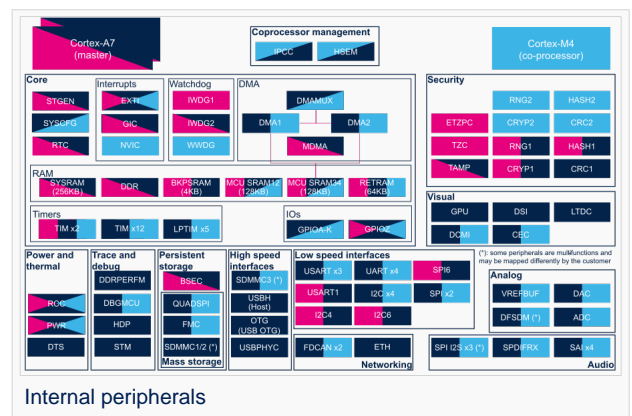 Cortex-A7
(master)
Coprocessor management
IPCC
HSEM
Cortex-M4
(co-processor)
Core
STGEN
SYSCFG
RTC
Interrupts
EXTI
GIC
NVIC
Watchdog
IWDG1
IWDG2
WWDG
DMA
DMAMUX
DMA1
DMA2
MDMA
Security
RNG2
HASH2
ETZPC
CRYP2
CRC2
TZC
RNG1
HASH1
TAMP
CRYP1
CRC1
RAM
SYSRAM
(256KB)
DDR
BKPSRAM
(4KB)
MCU SRAM12
(128KB)
MCU SRAM34
(128KB)
RETRAM
(64KB)
Timers
TIM x2
TIM x12
LPTIM x5
IOs
GPIOA-K
GPIOZ
Visual
GPU
DSI
LTDC
DCMI
CEC
(*): some peripherals are multifunctions and
may be mapped differently by the customer
Power and
thermal
ROC
PWR
DTS
Trace and
debug
DDRPERFM
DBGMCU
HDP
STM
Persistent
storage
BSEC
QUADSPI
FMC
SDMMC1/2 (*)
Mass storage
High speed
interfaces
SDMMC3 (*)
USBH
(Host)
OTG
(USB OTG)
USBPHYC
Low speed interfaces
USART x3
UART x4
SPI6
USART1
I2C x4
SPI x2
I2C4
I2C6
FDCAN x2
ETH
Networking
Analog
VREFBUF
DAC
DFSDM (*)
ADC
SPI I2S x3 (*)
SPDIFRX
SAI x4
Audio
Internal peripherals